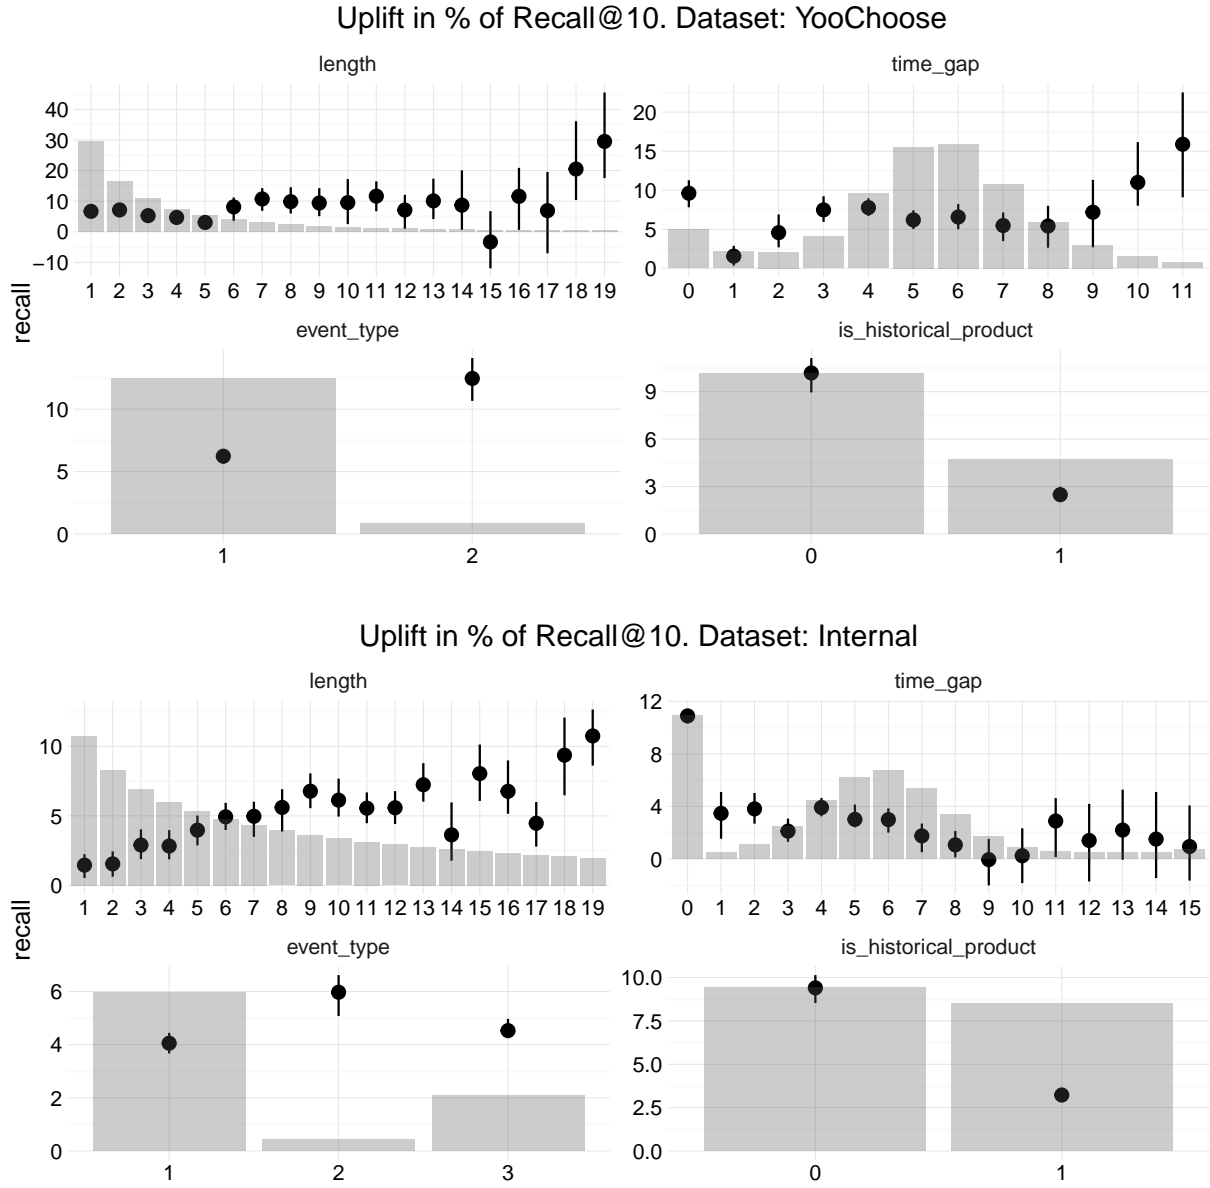 Uplift in % of Recall@10. Dataset: YooChoose
length
time_gap
40
30
20
10
0
−10
1 2 3 4 5 6 7 8 9 10 11 12 13 14 15 16 17 18 19
20
15
10
5
0
0 1 2 3 4 5 6 7 8 9 10 11
recall
event_type
is_historical_product
10
5
0
1 2
9
6
3
0
0 1
Uplift in % of Recall@10. Dataset: Internal
length
time_gap
10
5
0
1 2 3 4 5 6 7 8 9 10 11 12 13 14 15 16 17 18 19
12
8
4
0
0 1 2 3 4 5 6 7 8 9 10 11 12 13 14 15
recall
event_type
is_historical_product
6
4
2
0
1 2 3
10.0
7.5
5.0
2.5
0.0
0 1